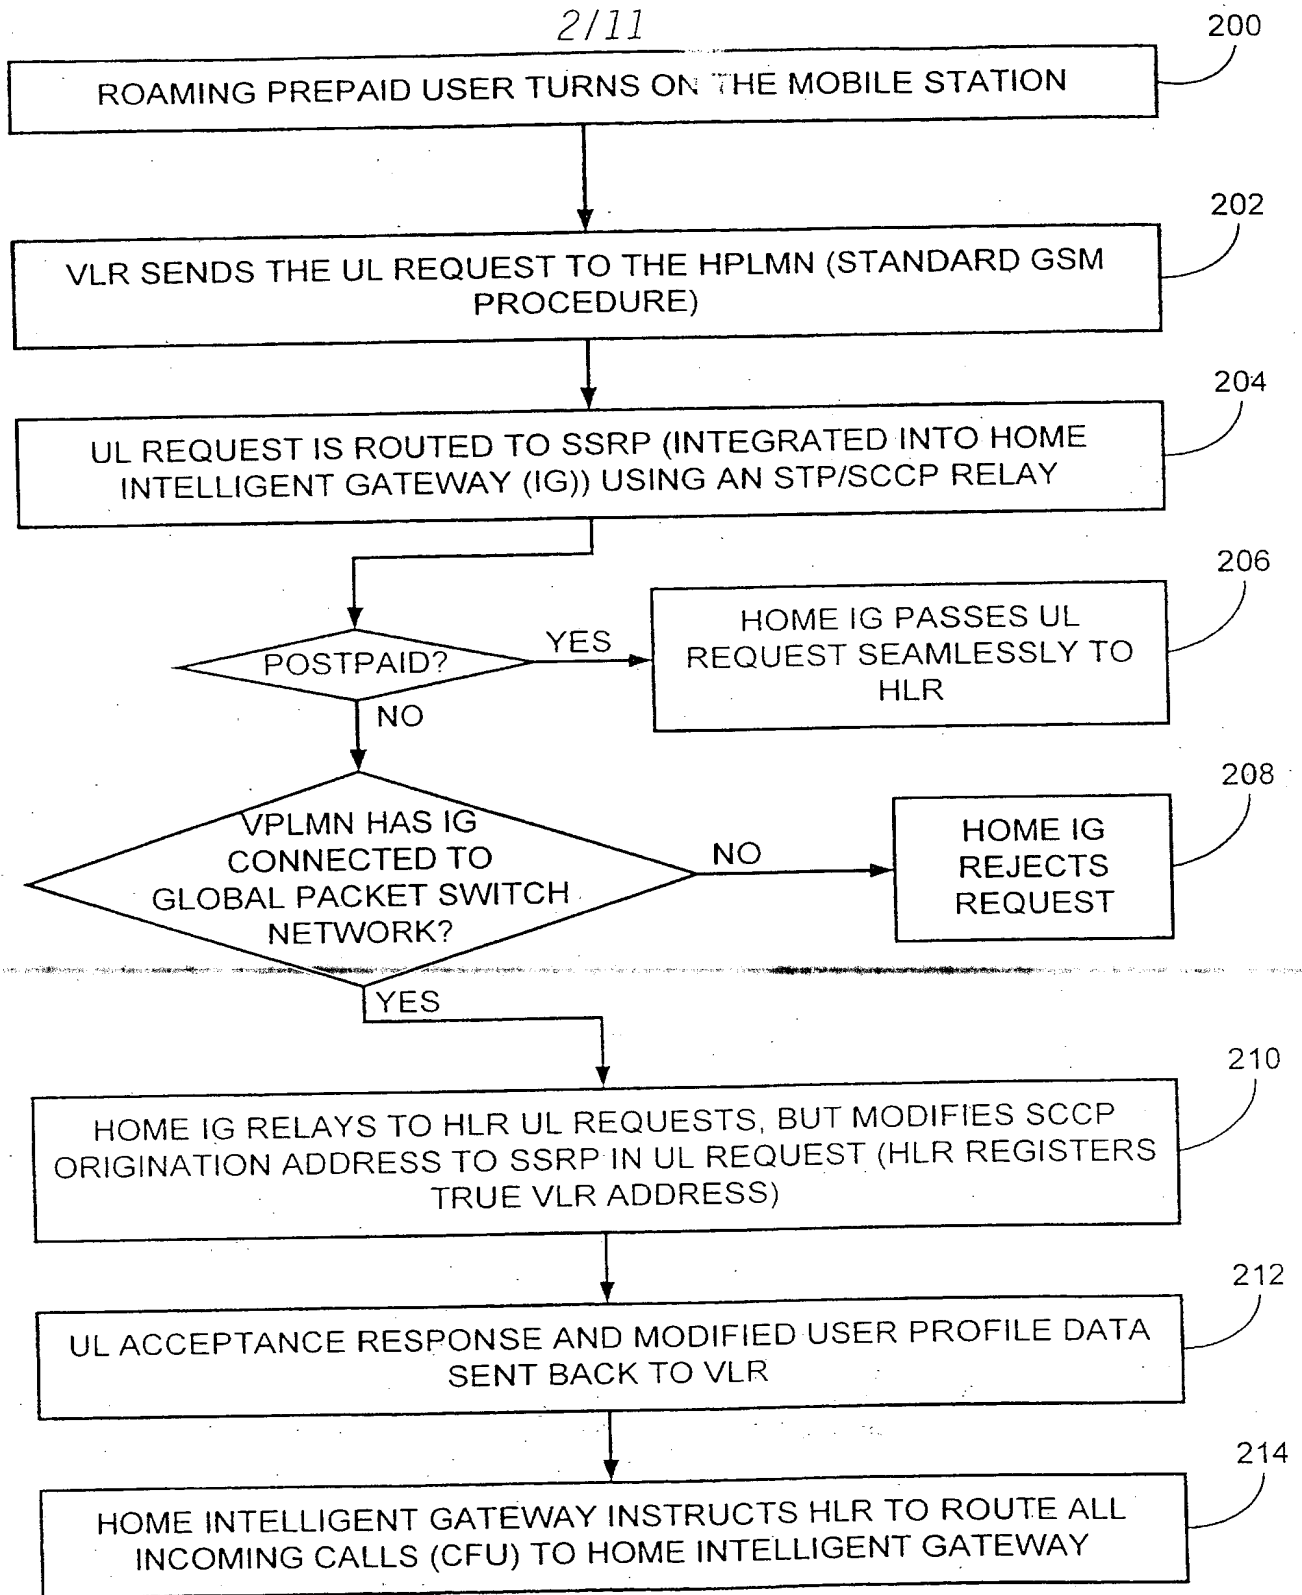 2/11
200
ROAMING PREPAID USER TURNS ON THE MOBILE STATION
202
VLR SENDS THE UL REQUEST TO THE HPLMN (STANDARD GSM
PROCEDURE)
204
UL REQUEST IS ROUTED TO SSRP (INTEGRATED INTO HOME
INTELLIGENT GATEWAY (IG)) USING AN STP/SCCP RELAY
206
POSTPAID?
YES
HOME IG PASSES UL
REQUEST SEAMLESSLY TO
HLR
NO
208
VPLMN HAS IG
CONNECTED TO
GLOBAL PACKET SWITCH
NETWORK?
NO
HOME IG
REJECTS
REQUEST
YES
210
HOME IG RELAYS TO HLR UL REQUESTS, BUT MODIFIES SCCP
ORIGINATION ADDRESS TO SSRP IN UL REQUEST (HLR REGISTERS
TRUE VLR ADDRESS)
212
UL ACCEPTANCE RESPONSE AND MODIFIED USER PROFILE DATA
SENT BACK TO VLR
214
HOME INTELLIGENT GATEWAY INSTRUCTS HLR TO ROUTE ALL
INCOMING CALLS (CFU) TO HOME INTELLIGENT GATEWAY